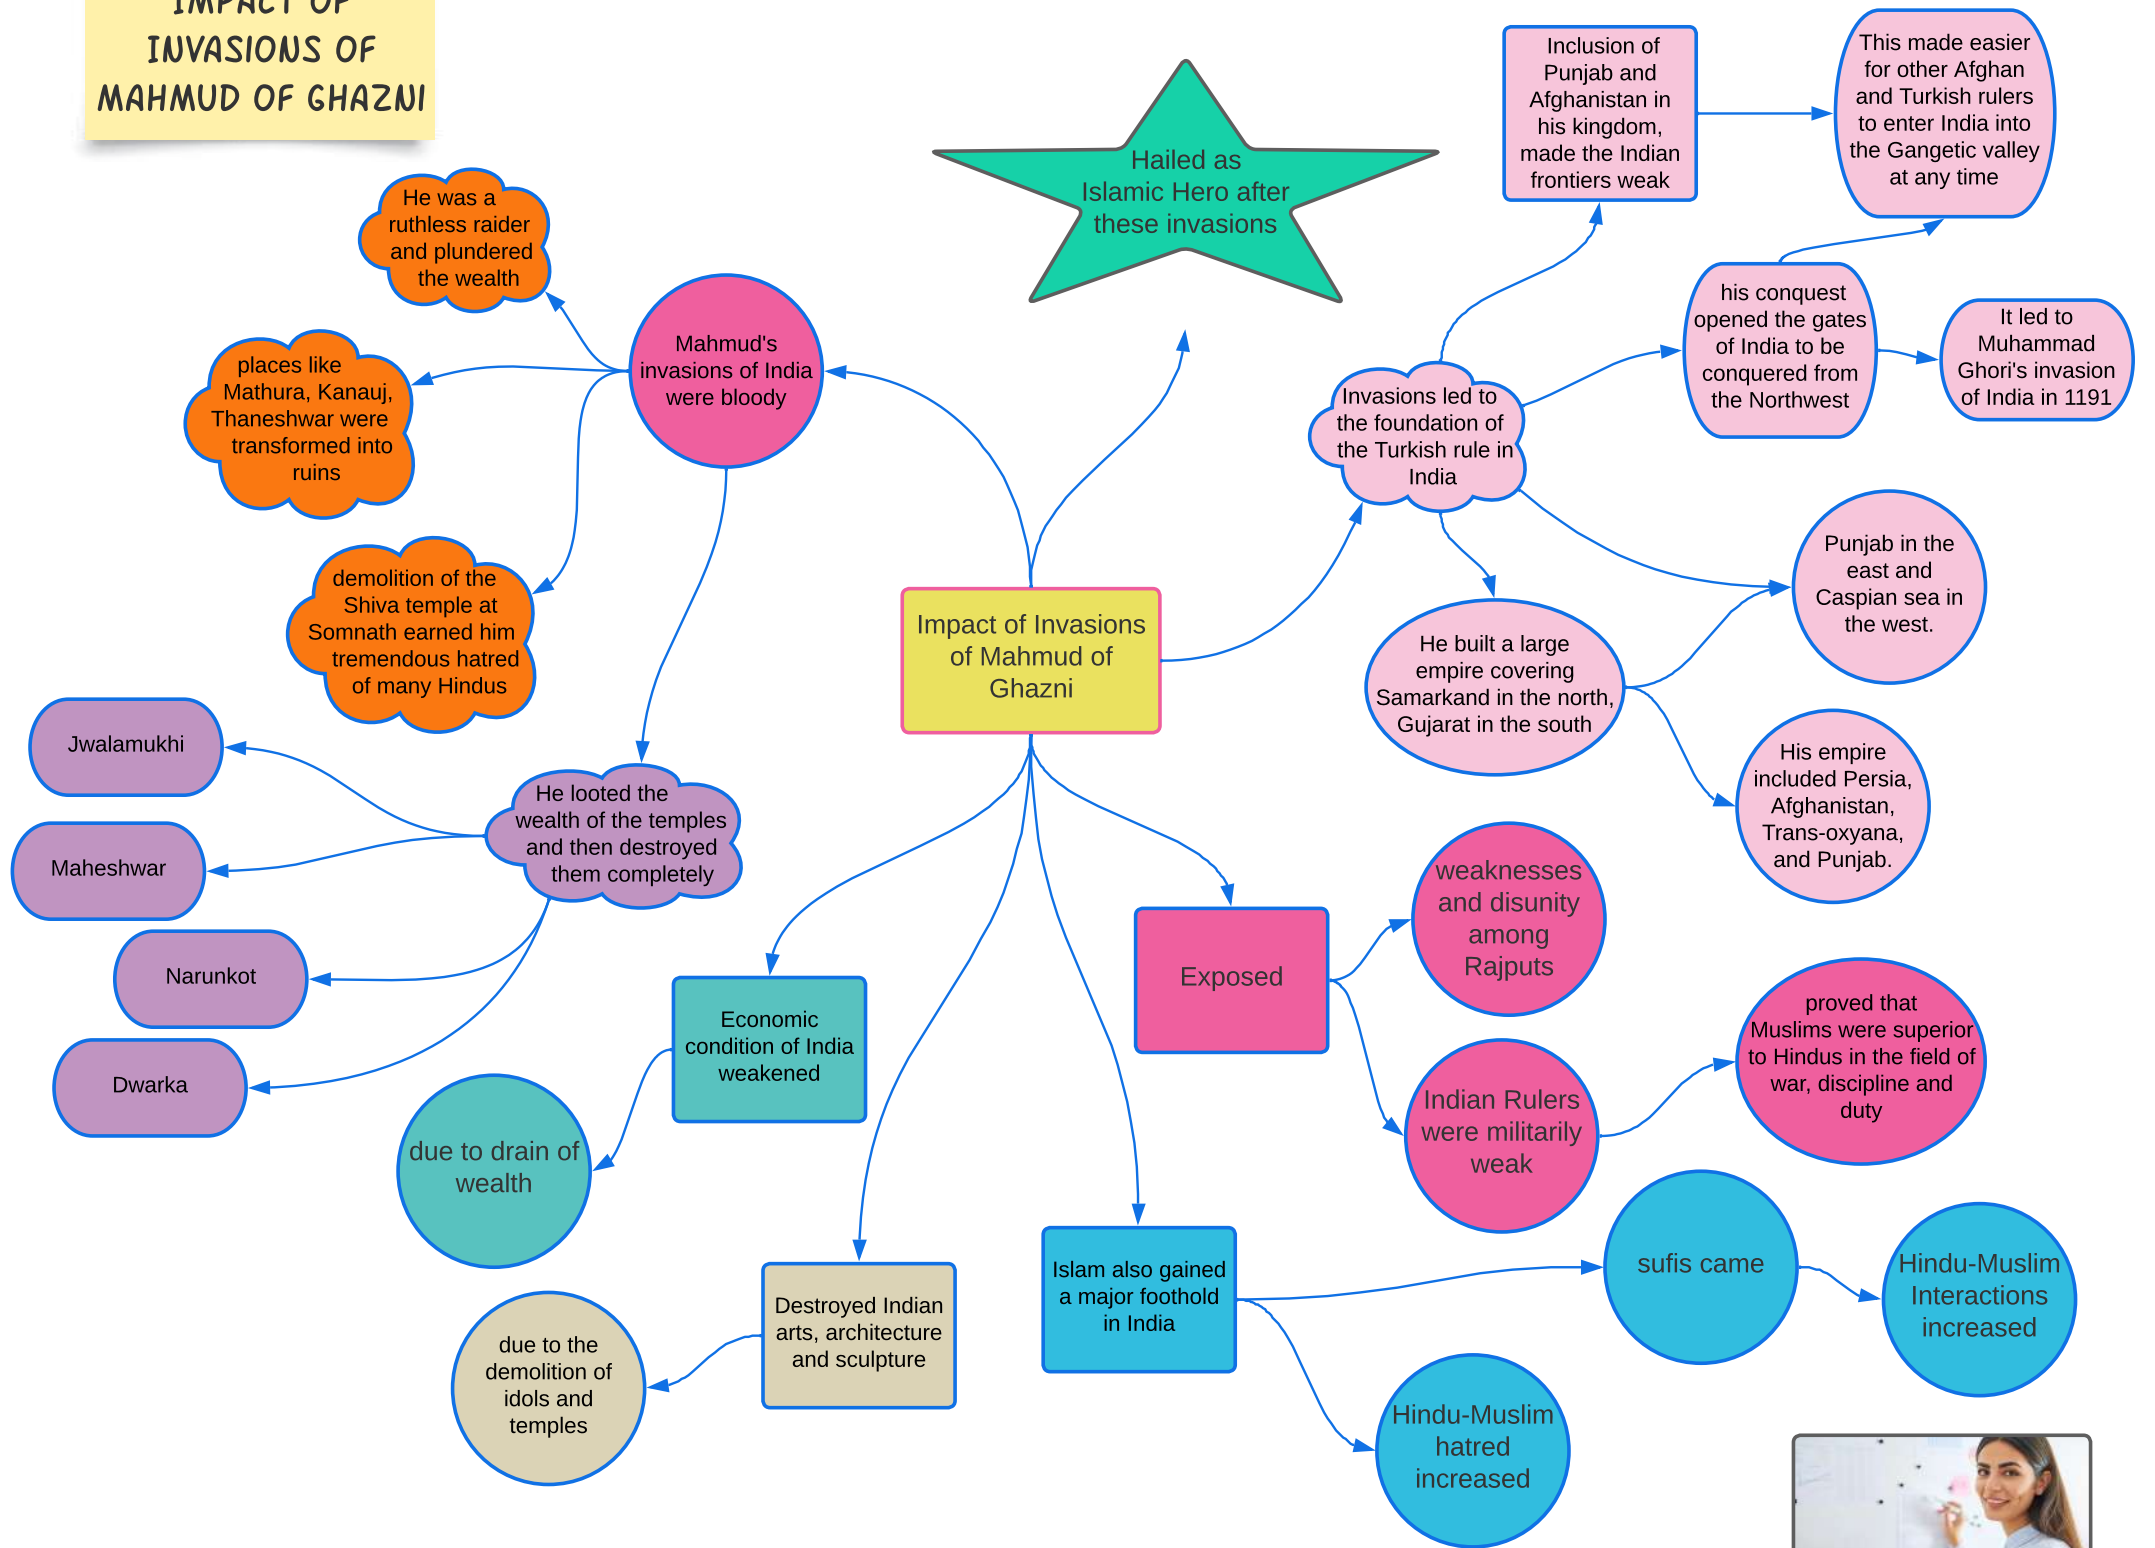 IMPACT OF
INVASIONS OF
MAHMUD OF GHAZNI
Hailed as
Islamic Hero after
these invasions
Inclusion of
Punjab and
Afghanistan in
his kingdom,
made the Indian
frontiers weak
This made easier
for other Afghan
and Turkish rulers
to enter India into
the Gangetic valley
at any time
He was a
ruthless raider
and plundered
the wealth
Mahmud's
invasions of India
were bloody
places like
Mathura, Kanauj,
Thaneshwar were
transformed into
ruins
demolition of the
Shiva temple at
Somnath earned him
tremendous hatred
of many Hindus
his conquest
opened the gates
of India to be
conquered from
the Northwest
It led to
Muhammad
Ghori's invasion
of India in 1191
Invasions led to
the foundation of
the Turkish rule in
India
Punjab in the
east and
Caspian sea in
the west.
He built a large
empire covering
Samarkand in the north,
Gujarat in the south
His empire
included Persia,
Afghanistan,
Trans-oxyana,
and Punjab.
Impact of Invasions
of Mahmud of
Ghazni
Jwalamukhi
Maheshwar
Narunkot
Dwarka
He looted the
wealth of the temples
and then destroyed
them completely
Economic
condition of India
weakened
due to drain of
wealth
Exposed
weaknesses
and disunity
among
Rajputs
Indian Rulers
were militarily
weak
proved that
Muslims were superior
to Hindus in the field of
war, discipline and
duty
Destroyed Indian
arts, architecture
and sculpture
due to the
demolition of
idols and
temples
Islam also gained
a major foothold
in India
sufis came
Hindu-Muslim
Interactions
increased
Hindu-Muslim
hatred
increased